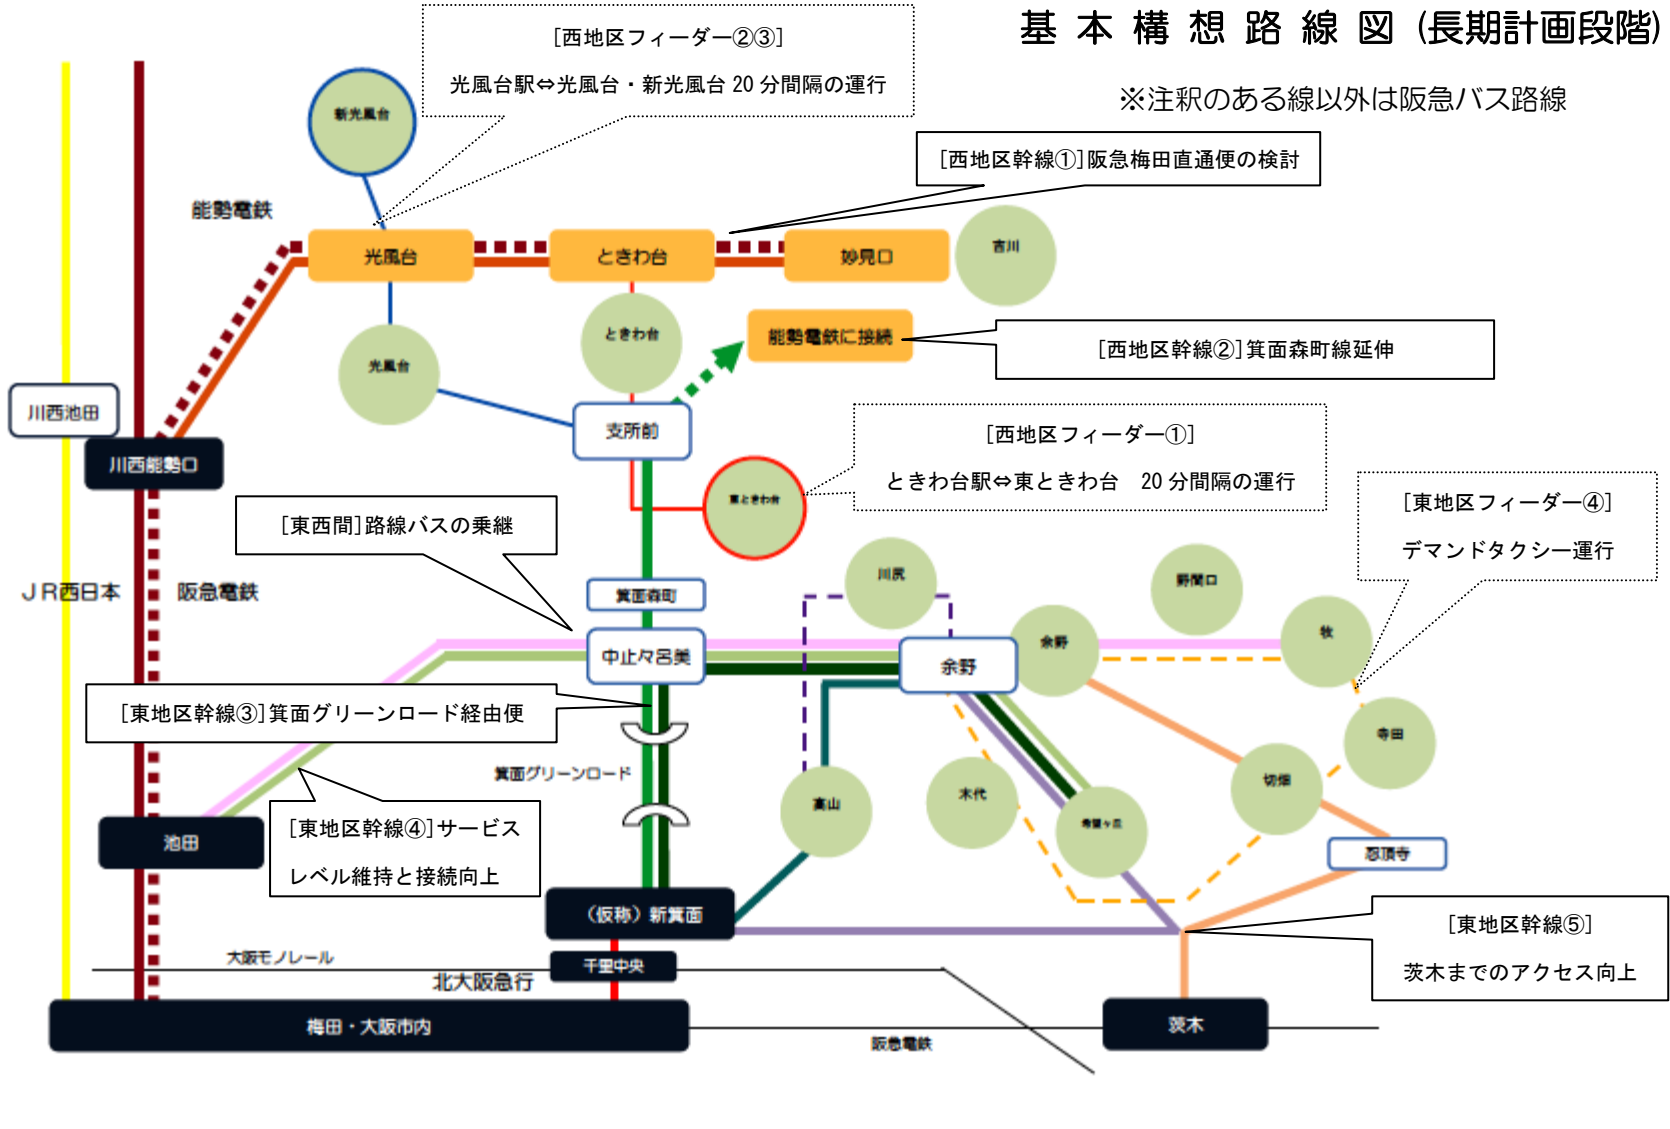 基本構想路線図(長期計画段階)
※注釈のある線以外は阪急バス路線
[西地区フィーダー②③]
光風台駅⇔光風台・新光風台20分間隔の運行
[西地区幹線①]阪急梅田直通便の検討
新光風台
能勢電鉄
光風台
ときわ台
妙見口
吉川
ときわ台
能勢電鉄に接続
[西地区幹線②]箕面森町線延伸
光風台
川西池田
川西能勢口
支所前
[西地区フィーダー①]
ときわ台駅⇔東ときわ台 20分間隔の運行
東ときわ台
[東地区フィーダー④]
デマンドタクシー運行
[東西間]路線バスの乗継
JR西日本
阪急電鉄
箕面森町
川尻
野間口
中止々呂美
余野
余野
牧
[東地区幹線③]箕面グリーンロード経由便
寺田
箕面グリーンロード
切畑
木代
高山
希望ヶ丘
池田
[東地区幹線④]サービス
レベル維持と接続向上
忍頂寺
(仮称)新箕面
[東地区幹線⑤]
茨木までのアクセス向上
大阪モノレール
千里中央
北大阪急行
梅田・大阪市内
茨木
阪急電鉄